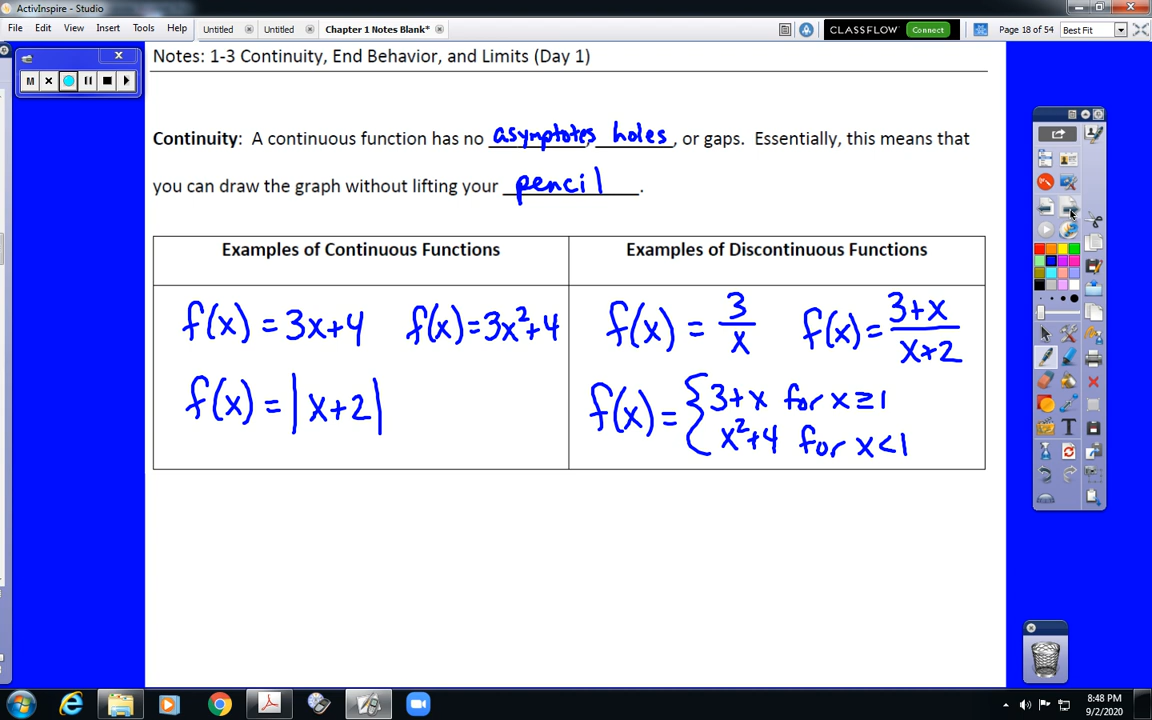 ActivInspire - Studio
File Edit View Insert Tools Help Untitled Untitled Chapter 1 Notes Blank* CLASSFLOW Connect Page 18 of 54 Best Fit
Notes: 1-3 Continuity, End Behavior, and Limits (Day 1)
M
Continuity: A continuous function has no asymptotes, holes, or gaps. Essentially, this means that
you can draw the graph without lifting your pencil.
Examples of Continuous Functions Examples of Discontinuous Functions
f(x) = 3x+4 f(x)=3x²+4 f(x) = 3/x f(x)= 3+x/x+2
f(x) = |x+2| f(x)= { 3+x for x≥1
x²+4 for x<1
8:48 PM
9/2/2020